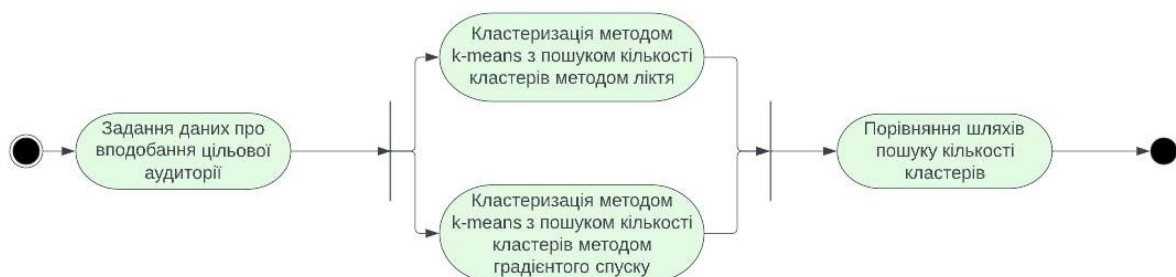 Задання даних про
вподобання цільової
аудиторії
Кластеризація методом
k-means з пошуком кількості
кластерів методом ліктя
Кластеризація методом
k-means з пошуком кількості
кластерів методом
градієнтого спуску
Порівняння шляхів
пошуку кількості
кластерів